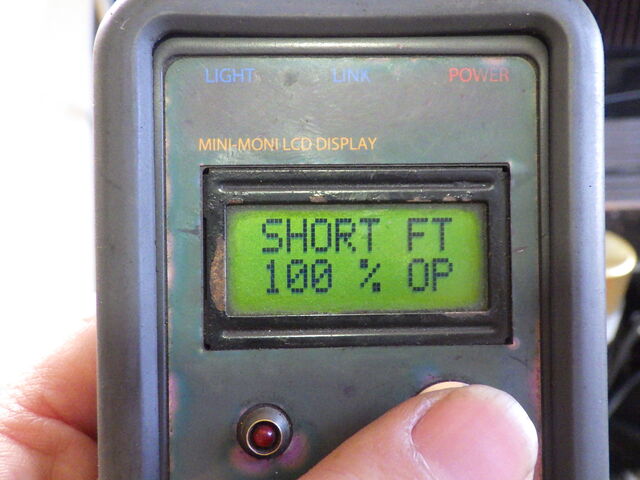 LIGHT LINK POWER
MINI-MONI LCD DISPLAY
SHORT FT
100 % OP